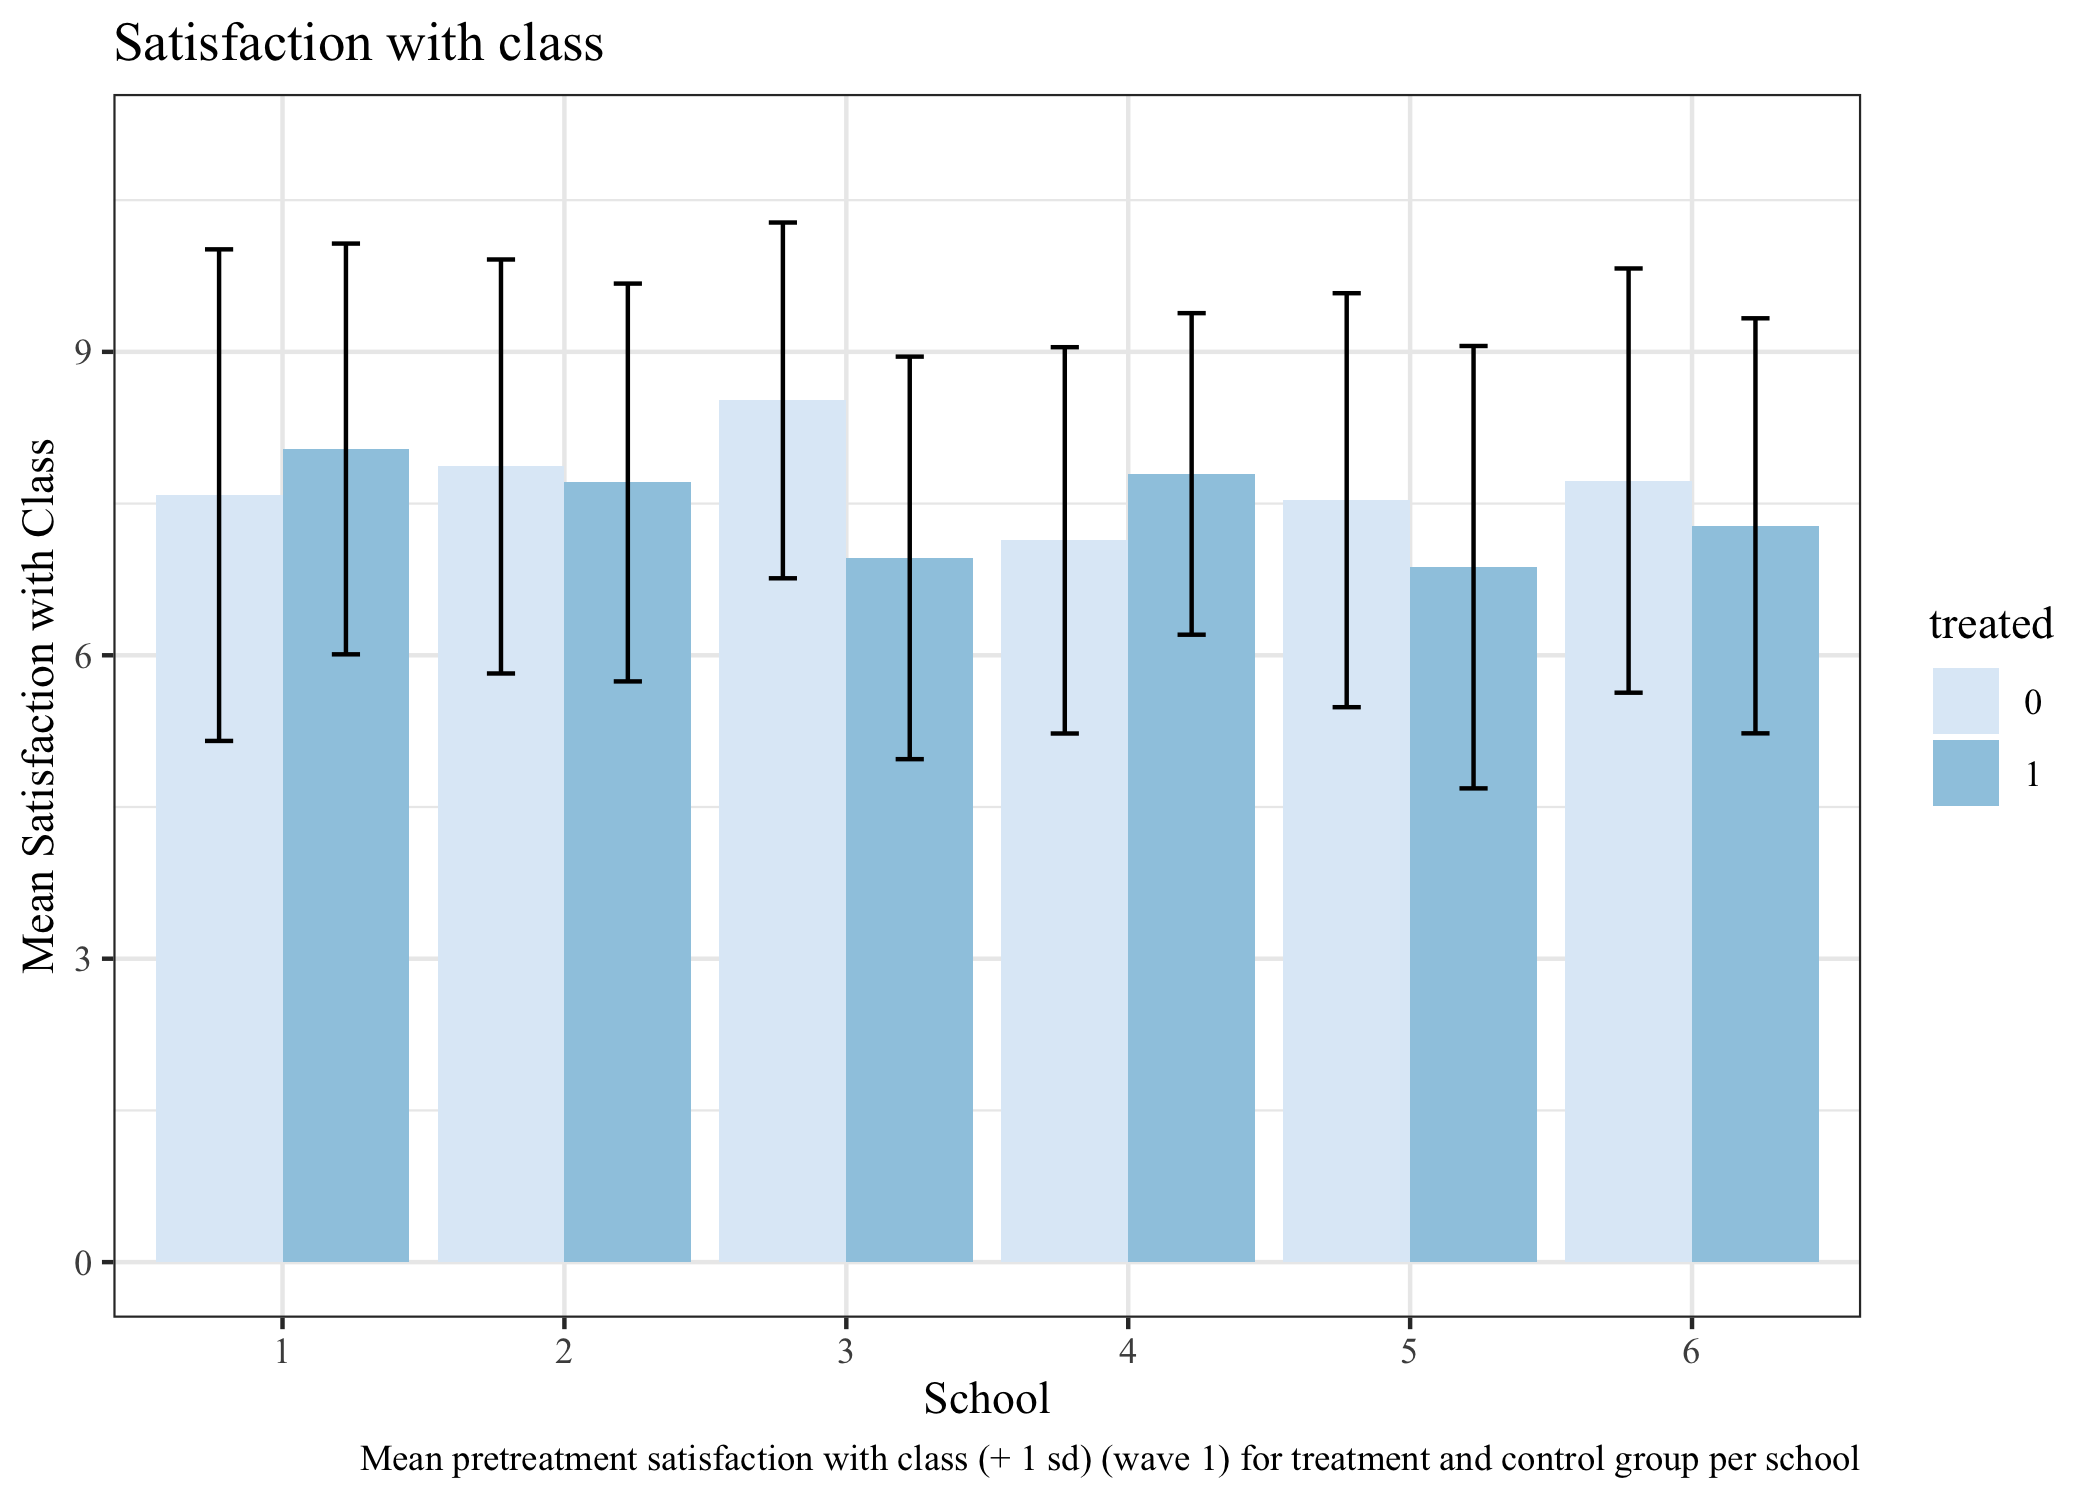 Satisfaction with class
Mean Satisfaction with Class
9
6
3
0
1 2 3 4 5 6
School
treated
0
1
Mean pretreatment satisfaction with class (+ 1 sd) (wave 1) for treatment and control group per school